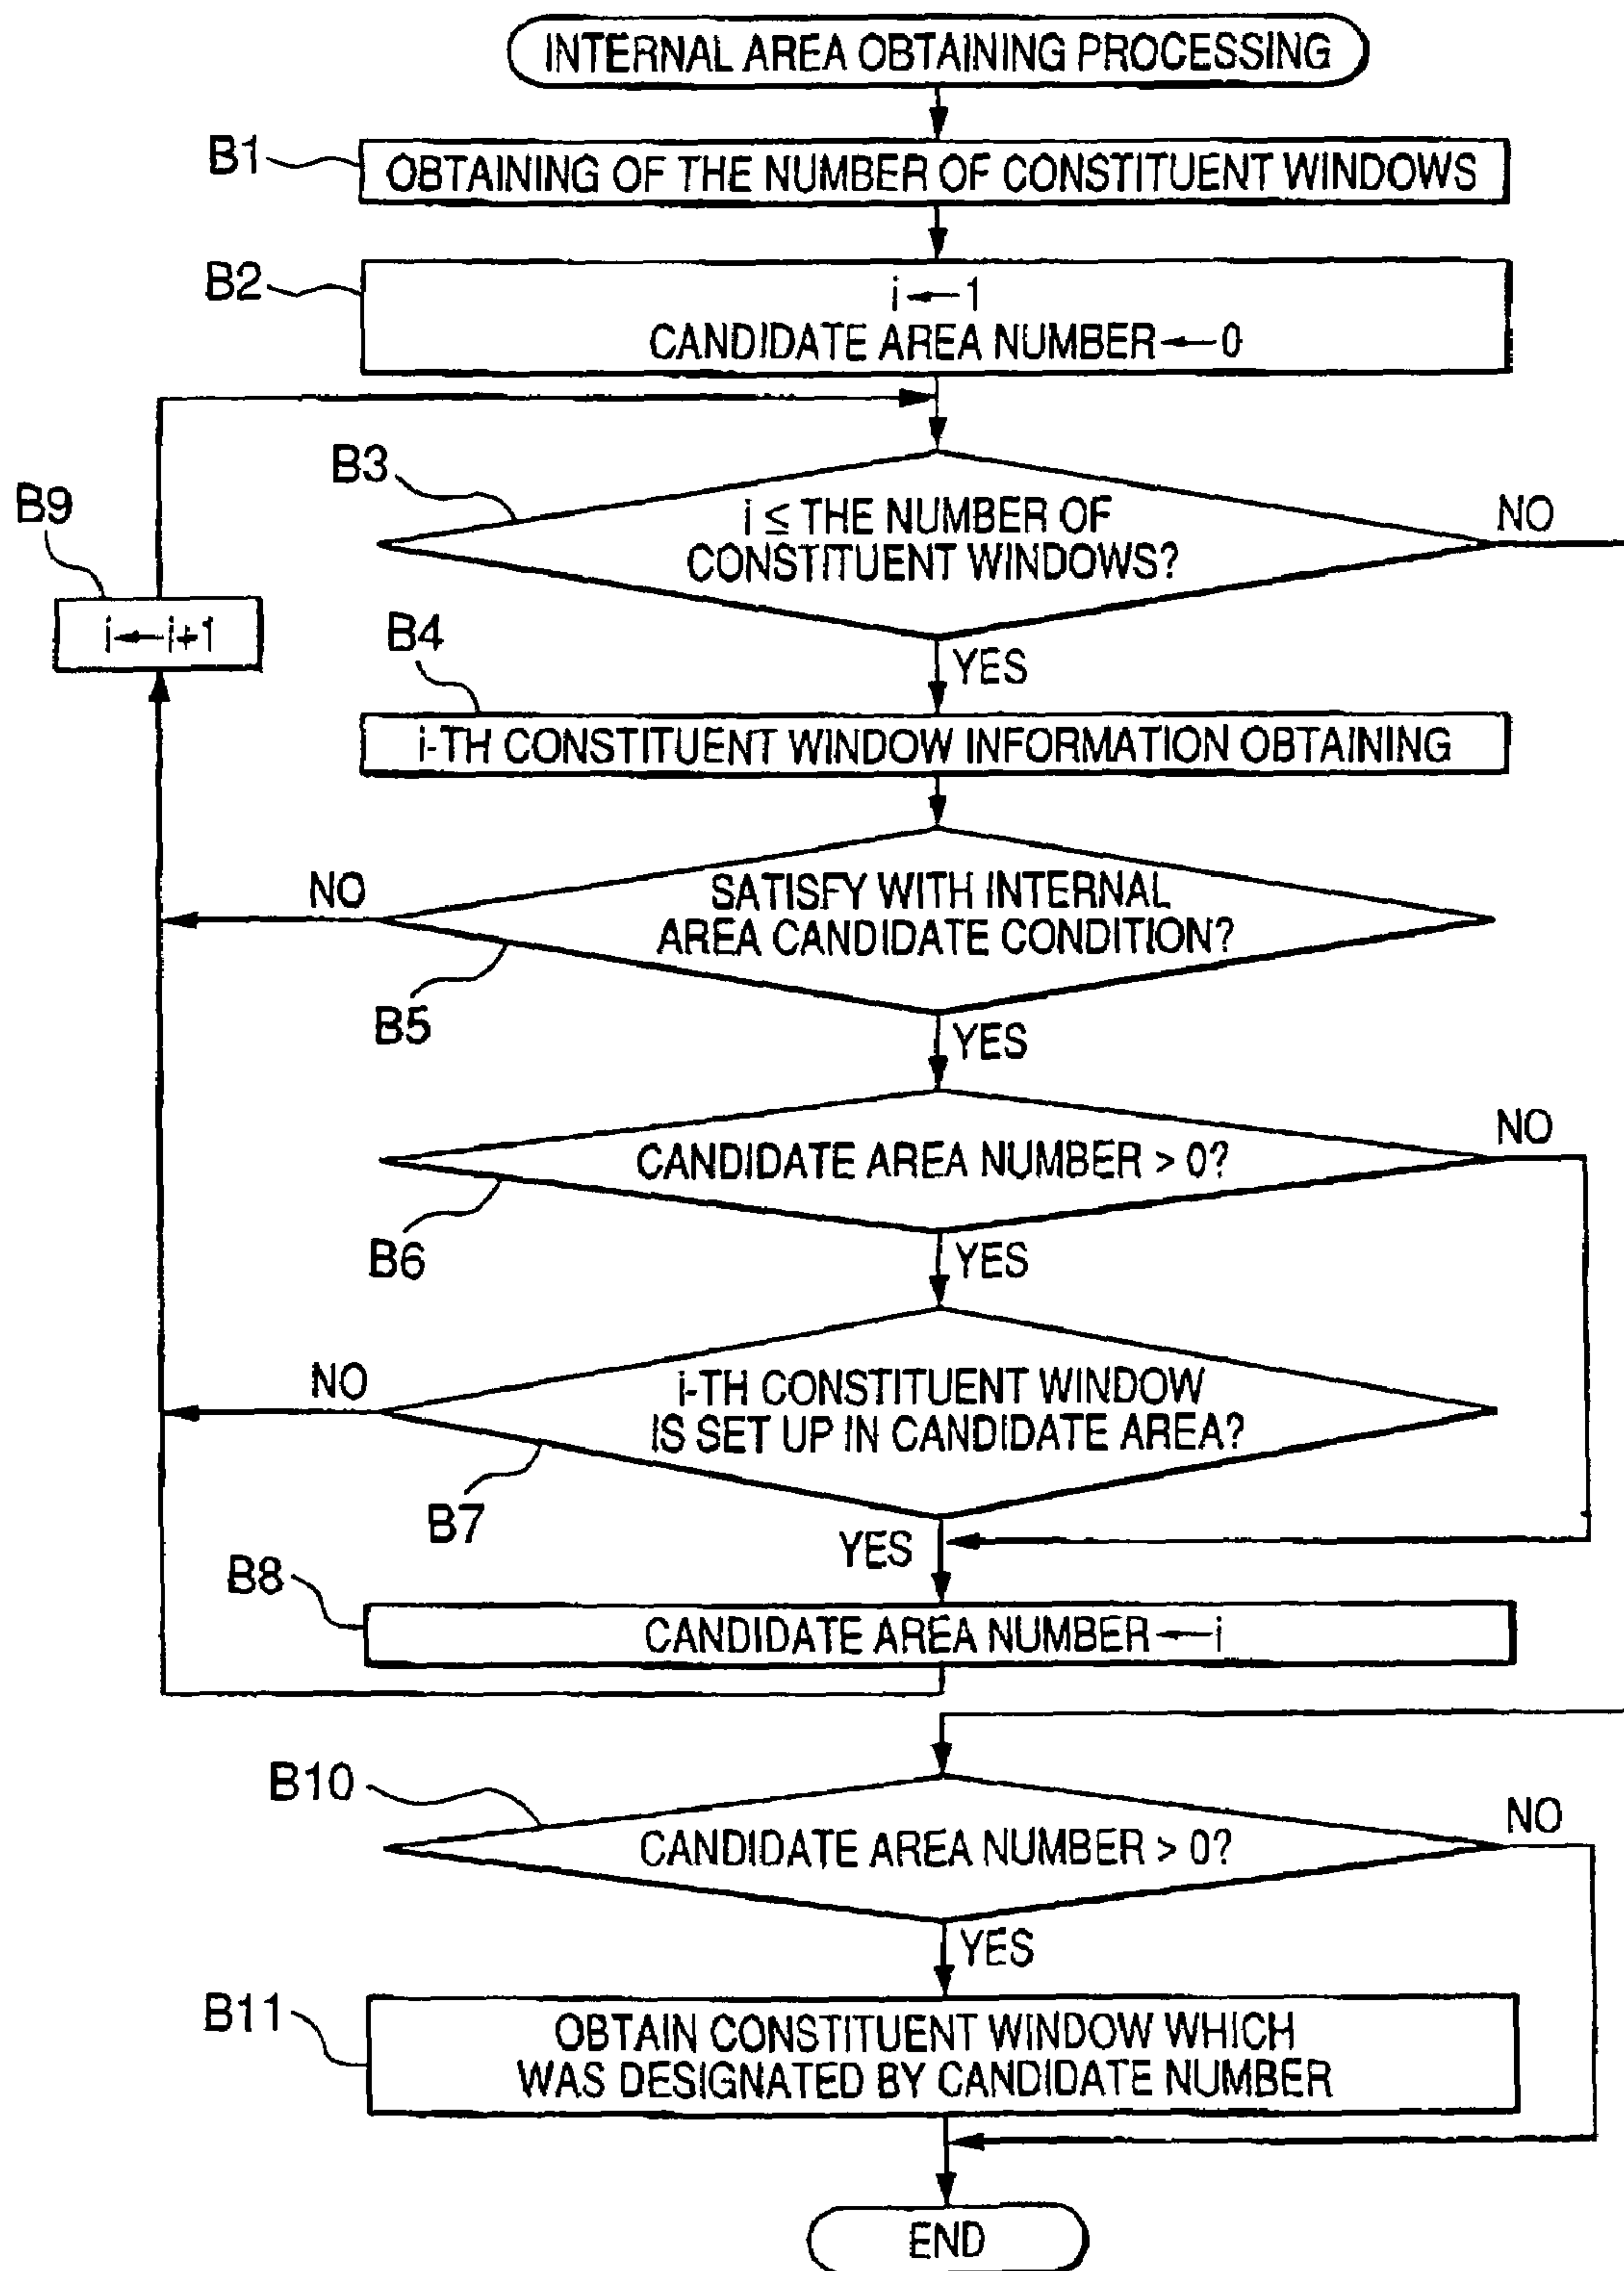 INTERNAL AREA OBTAINING PROCESSING
B1
OBTAINING OF THE NUMBER OF CONSTITUENT WINDOWS
B2
i←1
CANDIDATE AREA NUMBER←0
B3
i ≤ THE NUMBER OF
CONSTITUENT WINDOWS?
NO
B9
i←i+1
YES
B4
i-TH CONSTITUENT WINDOW INFORMATION OBTAINING
NO
SATISFY WITH INTERNAL
AREA CANDIDATE CONDITION?
B5
YES
CANDIDATE AREA NUMBER > 0?
NO
B6
YES
NO
i-TH CONSTITUENT WINDOW
IS SET UP IN CANDIDATE AREA?
B7
YES
B8
CANDIDATE AREA NUMBER←i
B10
CANDIDATE AREA NUMBER > 0?
NO
YES
B11
OBTAIN CONSTITUENT WINDOW WHICH
WAS DESIGNATED BY CANDIDATE NUMBER
END